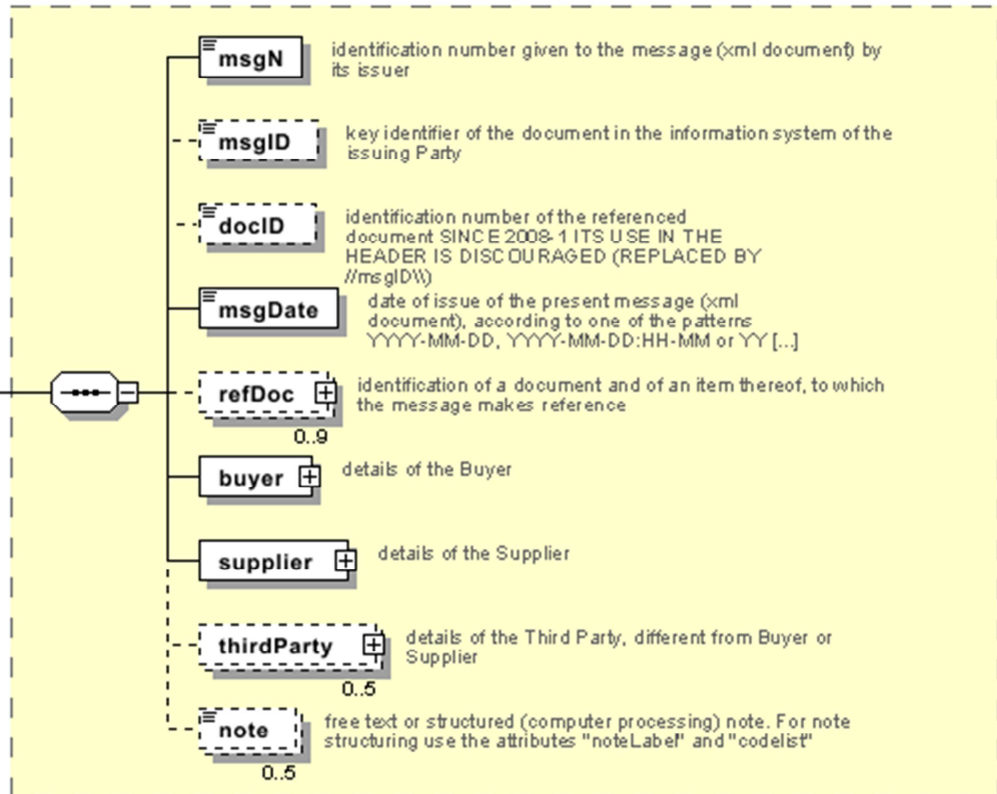 msgN
identification number given to the message (xml document) by
its issuer
msgID
key identifier of the document in the information system of the
issuing Party
docID
identification number of the referenced
document SINCE 2008-1 ITS USE IN THE
HEADER IS DISCOURAGED (REPLACED BY
//msgID\\)
msgDate
date of issue of the present message (xml
document), according to one of the patterns
YYYY-MM-DD, YYYY-MM-DD:HH-MM or YY [...]
refDoc
identification of a document and of an item thereof, to which
the message makes reference
0..9
buyer
details of the Buyer
supplier
details of the Supplier
thirdParty
details of the Third Party, different from Buyer or
Supplier
0..5
note
free text or structured (computer processing) note. For note
structuring use the attributes "noteLabel" and "codelist"
0..5